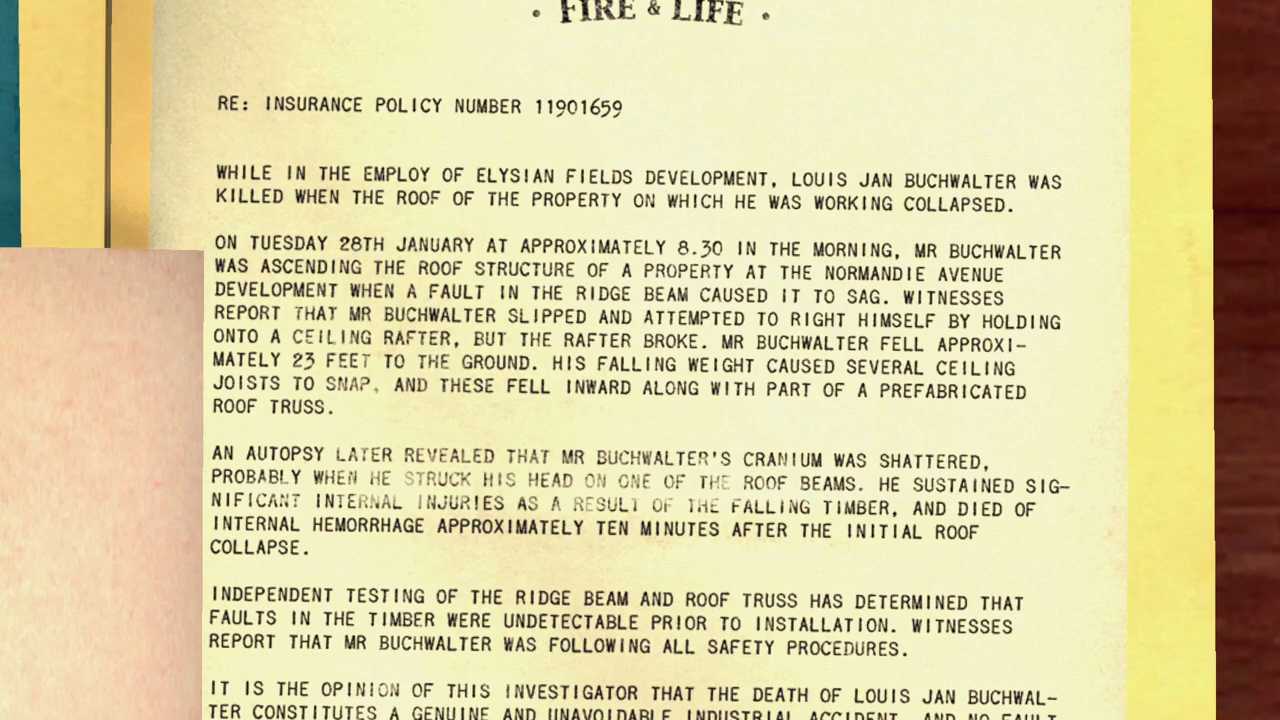 · FIRE & LIFE ·
RE: INSURANCE POLICY NUMBER 11901659
WHILE IN THE EMPLOY OF ELYSIAN FIELDS DEVELOPMENT, LOUIS JAN BUCHWALTER WAS
KILLED WHEN THE ROOF OF THE PROPERTY ON WHICH HE WAS WORKING COLLAPSED.
ON TUESDAY 28TH JANUARY AT APPROXIMATELY 8.30 IN THE MORNING, MR BUCHWALTER
WAS ASCENDING THE ROOF STRUCTURE OF A PROPERTY AT THE NORMANDIE AVENUE
DEVELOPMENT WHEN A FAULT IN THE RIDGE BEAM CAUSED IT TO SAG. WITNESSES
REPORT THAT MR BUCHWALTER SLIPPED AND ATTEMPTED TO RIGHT HIMSELF BY HOLDING
ONTO A CEILING RAFTER, BUT THE RAFTER BROKE. MR BUCHWALTER FELL APPROXI-
MATELY 23 FEET TO THE GROUND. HIS FALLING WEIGHT CAUSED SEVERAL CEILING
JOISTS TO SNAP, AND THESE FELL INWARD ALONG WITH PART OF A PREFABRICATED
ROOF TRUSS.
AN AUTOPSY LATER REVEALED THAT MR BUCHWALTER'S CRANIUM WAS SHATTERED,
PROBABLY WHEN HE STRUCK HIS HEAD ON ONE OF THE ROOF BEAMS. HE SUSTAINED SIG-
NIFICANT INTERNAL INJURIES AS A RESULT OF THE FALLING TIMBER, AND DIED OF
INTERNAL HEMORRHAGE APPROXIMATELY TEN MINUTES AFTER THE INITIAL ROOF
COLLAPSE.
INDEPENDENT TESTING OF THE RIDGE BEAM AND ROOF TRUSS HAS DETERMINED THAT
FAULTS IN THE TIMBER WERE UNDETECTABLE PRIOR TO INSTALLATION. WITNESSES
REPORT THAT MR BUCHWALTER WAS FOLLOWING ALL SAFETY PROCEDURES.
IT IS THE OPINION OF THIS INVESTIGATOR THAT THE DEATH OF LOUIS JAN BUCHWAL-
TER CONSTITUTES A GENUINE AND UNAVOIDABLE INDUSTRIAL ACCIDENT, AND NO FAULT